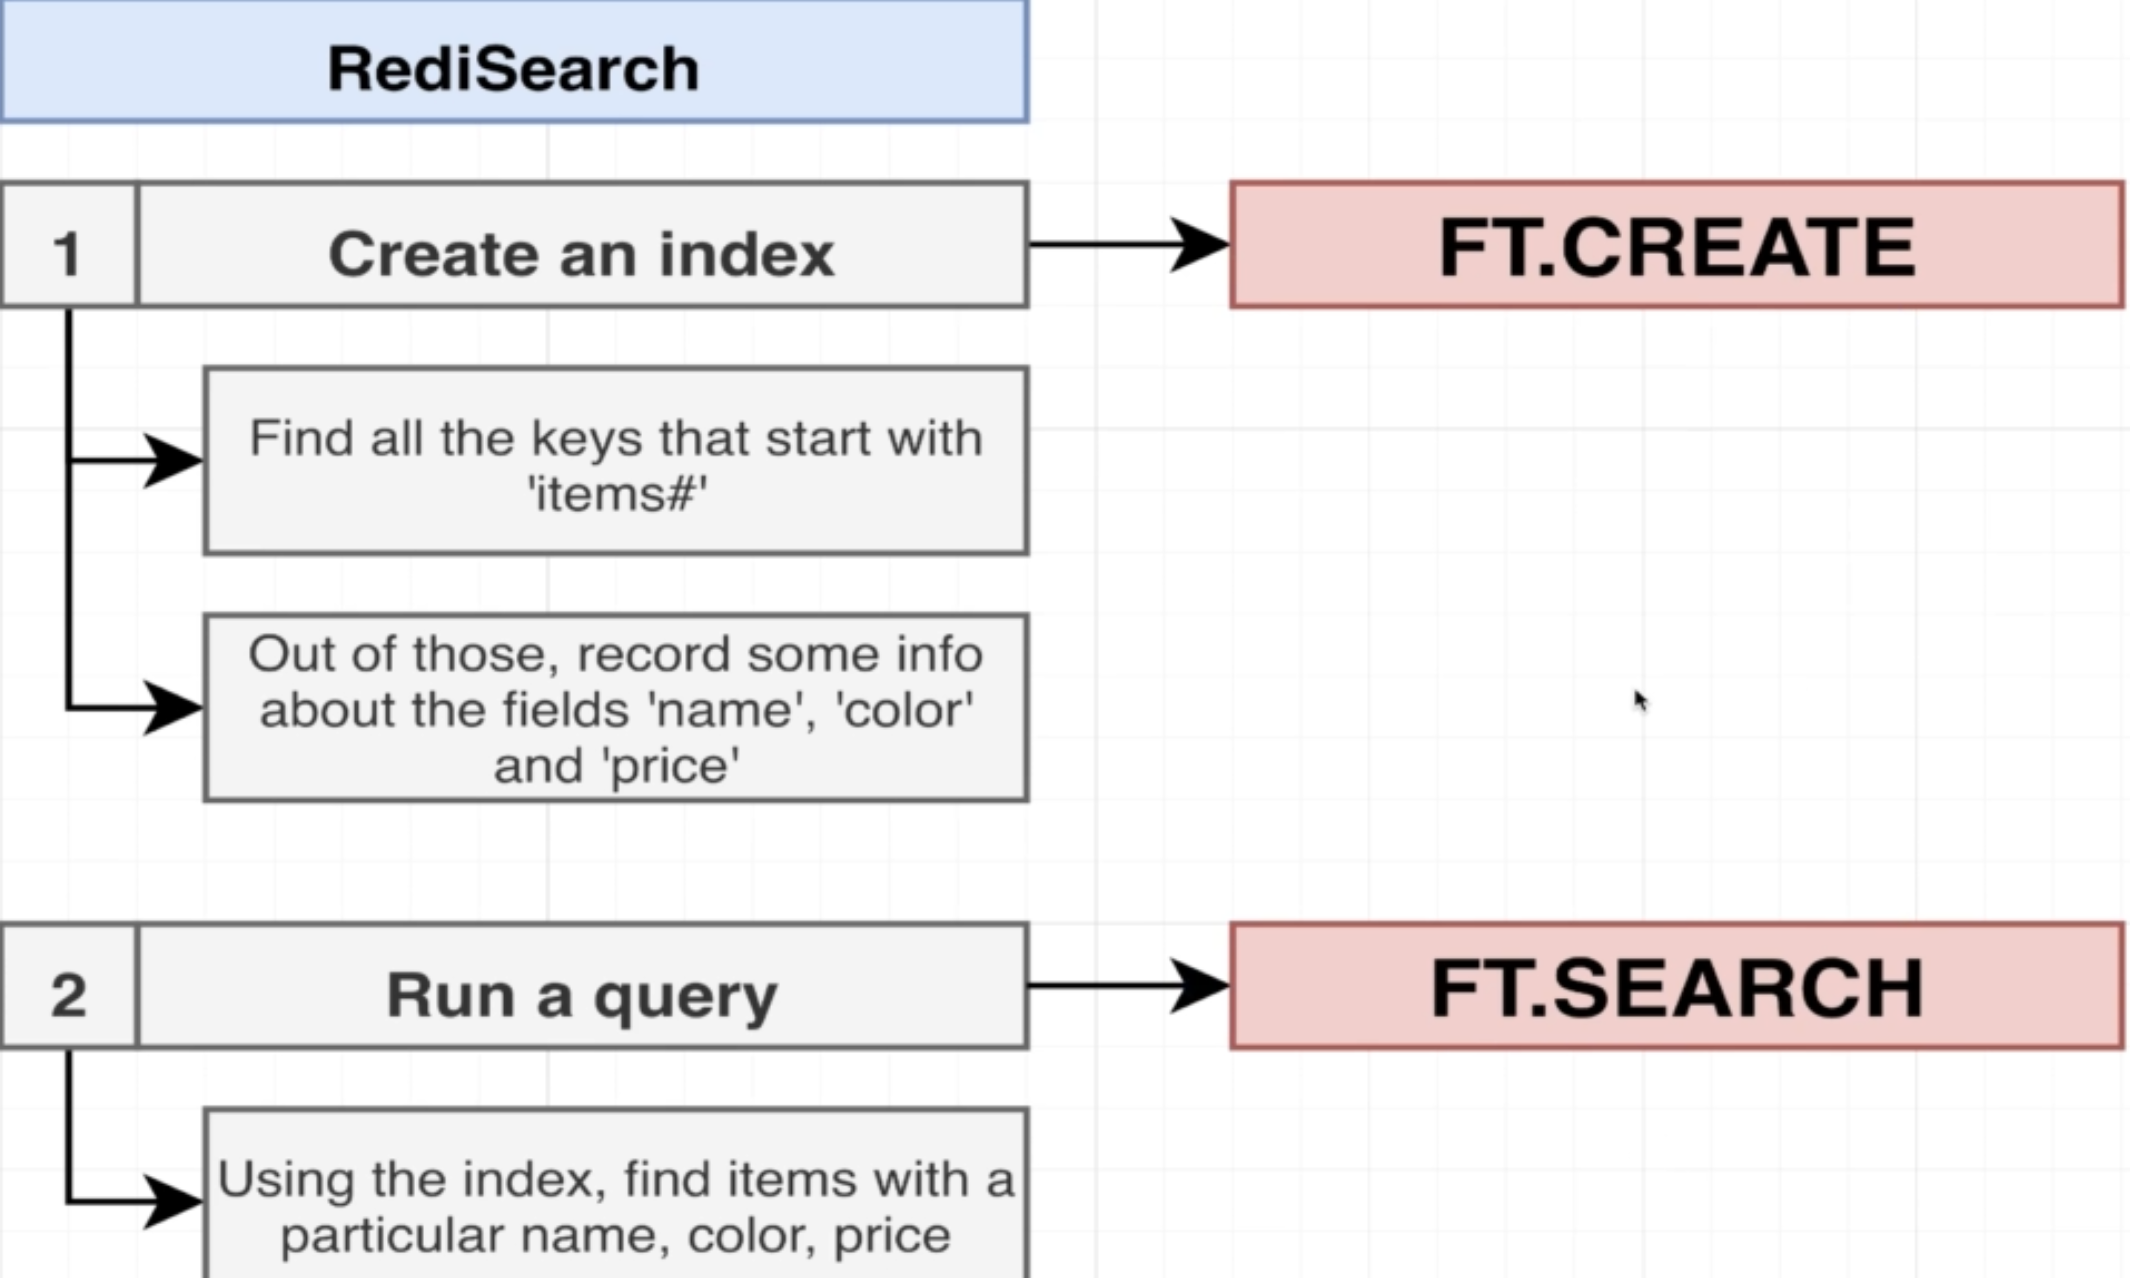 RediSearch
1
Create an index
FT.CREATE
Find all the keys that start with
'items#'
Out of those, record some info
about the fields 'name', 'color'
and 'price'
2
Run a query
FT.SEARCH
Using the index, find items with a
particular name, color, price